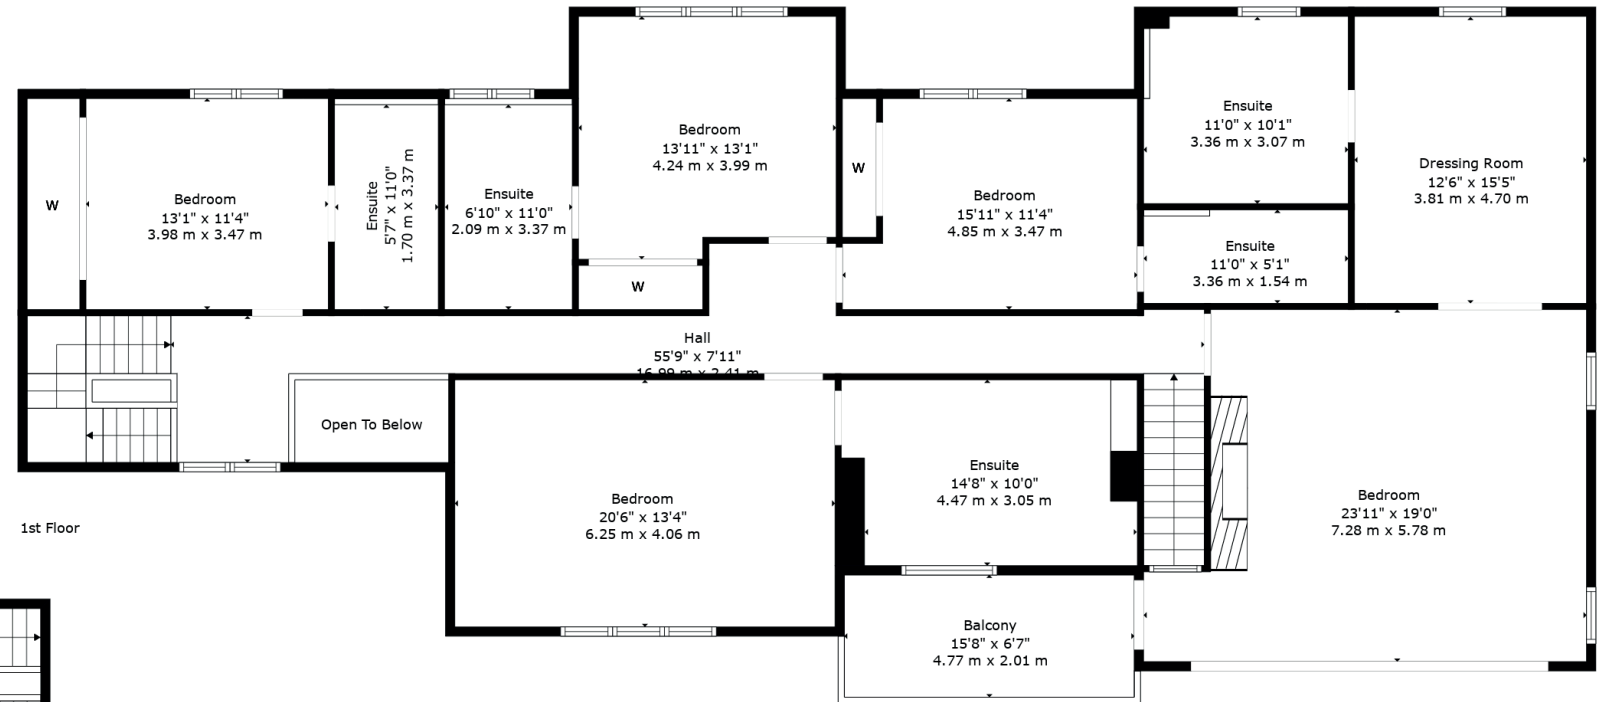 Bedroom
13'11" x 13'1"
4.24 m x 3.99 m
Ensuite
11'0" x 10'1"
3.36 m x 3.07 m
Dressing Room
12'6" x 15'5"
3.81 m x 4.70 m
W
Bedroom
13'1" x 11'4"
3.98 m x 3.47 m
Ensuite
5'7" x 11'0"
1.70 m x 3.37 m
Ensuite
6'10" x 11'0"
2.09 m x 3.37 m
W
W
Bedroom
15'11" x 11'4"
4.85 m x 3.47 m
Ensuite
11'0" x 5'1"
3.36 m x 1.54 m
Hall
55'9" x 7'11"
16.99 m x 2.41 m
Open To Below
Bedroom
20'6" x 13'4"
6.25 m x 4.06 m
Ensuite
14'8" x 10'0"
4.47 m x 3.05 m
Bedroom
23'11" x 19'0"
7.28 m x 5.78 m
1st Floor
Balcony
15'8" x 6'7"
4.77 m x 2.01 m